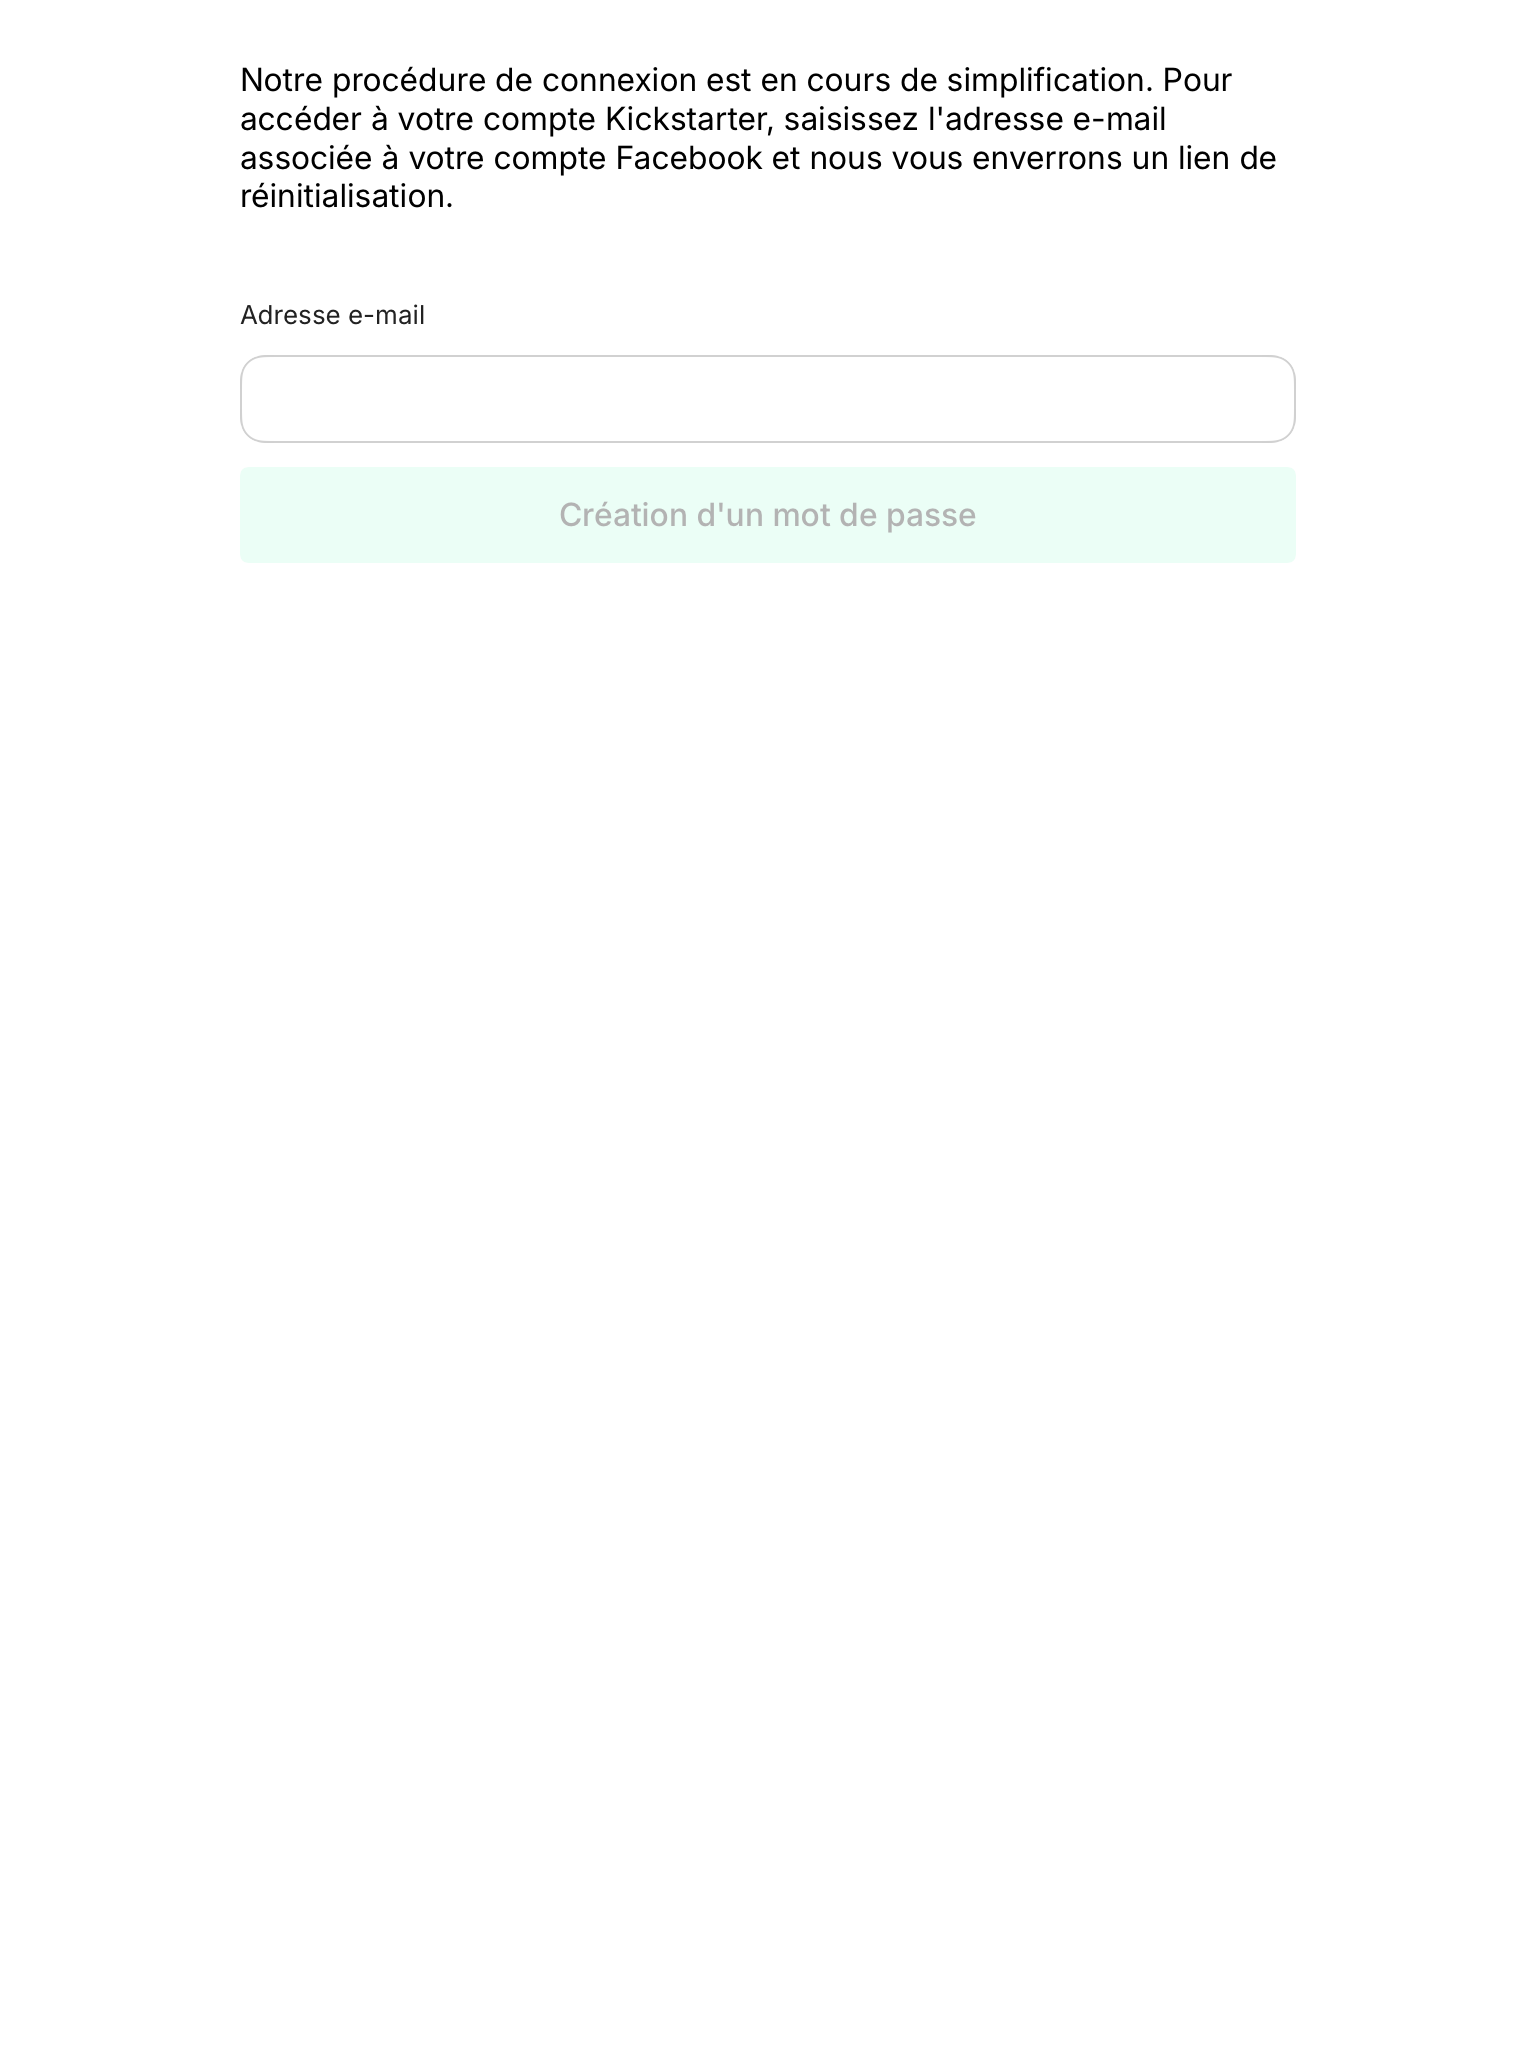 Notre procédure de connexion est en cours de simplification. Pour
accéder à votre compte Kickstarter, saisissez l'adresse e-mail
associée à votre compte Facebook et nous vous enverrons un lien de
réinitialisation.
Adresse e-mail
Création d'un mot de passe